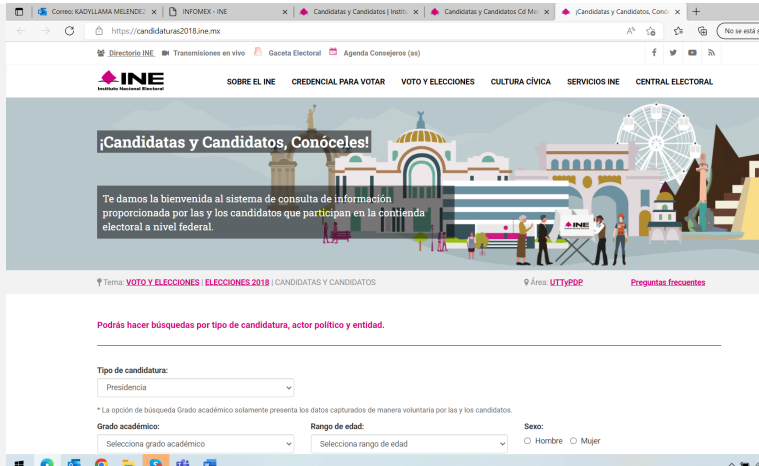 Correo: KADYLLAMA MELENDEZ
INFOMEX - INE
Candidatas y Candidatos | Institu
Candidatas y Candidatos Cd Me
¡Candidatas y Candidatos, Conóc
https://candidaturas2018.ine.mx
No se está s
Directorio INE
Transmisiones en vivo
Gaceta Electoral
Agenda Consejeros (as)
INE
Instituto Nacional Electoral
SOBRE EL INE
CREDENCIAL PARA VOTAR
VOTO Y ELECCIONES
CULTURA CÍVICA
SERVICIOS INE
CENTRAL ELECTORAL
¡Candidatas y Candidatos, Conóceles!
Te damos la bienvenida al sistema de consulta de información
proporcionada por las y los candidatos que participan en la contienda
electoral a nivel federal.
INE
Tema: VOTO Y ELECCIONES | ELECCIONES 2018 | CANDIDATAS Y CANDIDATOS
Área: UTTyPDP
Preguntas frecuentes
Podrás hacer búsquedas por tipo de candidatura, actor político y entidad.
Tipo de candidatura:
Presidencia
* La opción de búsqueda Grado académico solamente presenta los datos capturados de manera voluntaria por las y los candidatos.
Grado académico:
Rango de edad:
Sexo:
Selecciona grado académico
Selecciona rango de edad
Hombre
Mujer